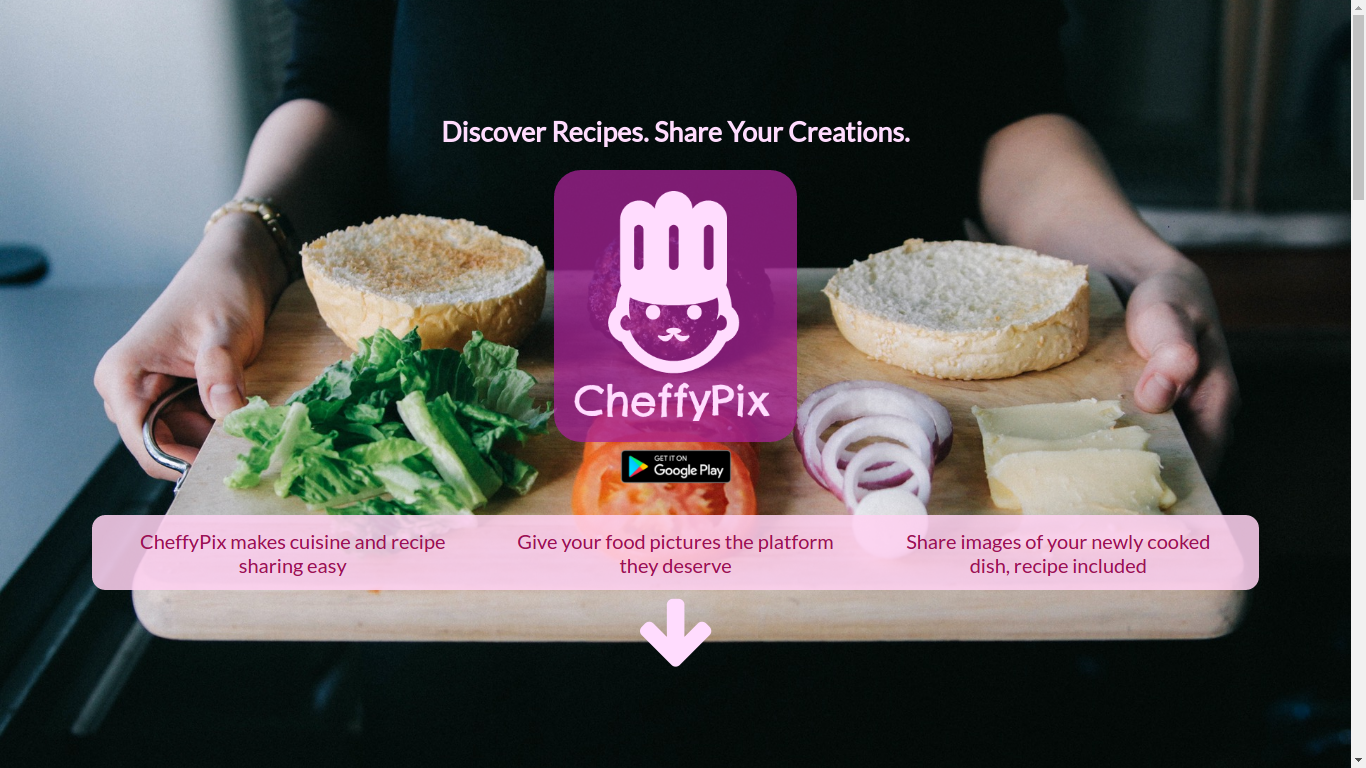 Discover Recipes. Share Your Creations.
CheffyPix
GET IT ON
Google Play
CheffyPix makes cuisine and recipe
sharing easy
Give your food pictures the platform
they deserve
Share images of your newly cooked
dish, recipe included